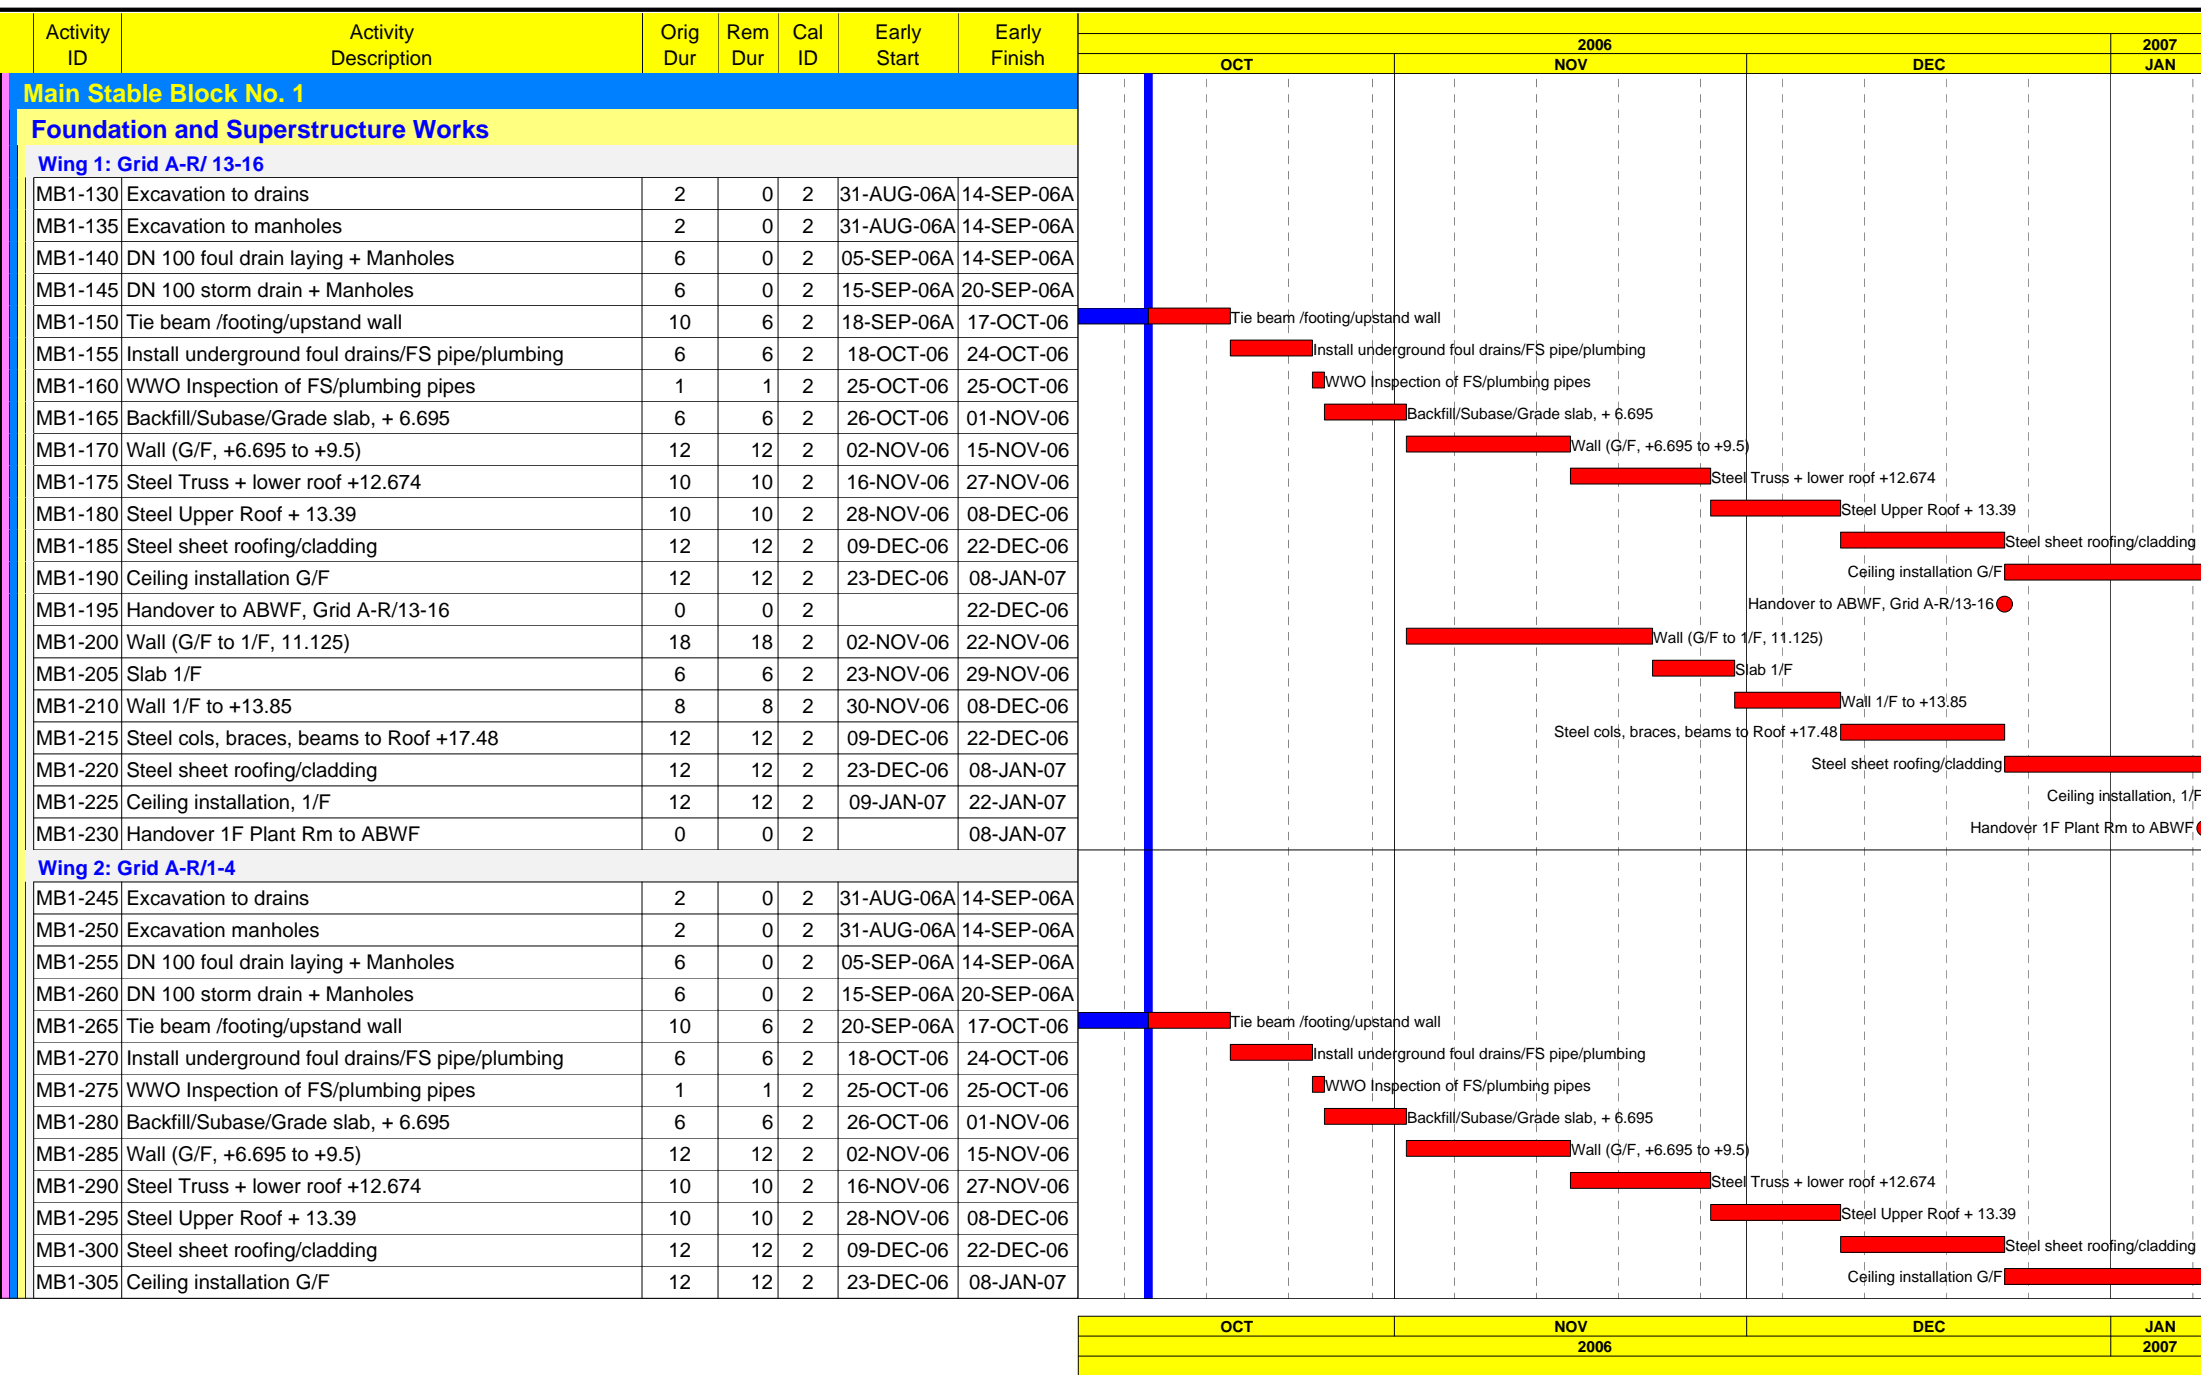 Activity Activity Orig Rem Cal Early Early
ID Description Dur Dur ID Start Finish
2006 2007
OCT NOV DEC JAN
Main Stable Block No. 1
Foundation and Superstructure Works
Wing 1: Grid A-R/ 13-16
MB1-130 Excavation to drains 2 0 2 31-AUG-06A 14-SEP-06A
MB1-135 Excavation to manholes 2 0 2 31-AUG-06A 14-SEP-06A
MB1-140 DN 100 foul drain laying + Manholes 6 0 2 05-SEP-06A 14-SEP-06A
MB1-145 DN 100 storm drain + Manholes 6 0 2 15-SEP-06A 20-SEP-06A
MB1-150 Tie beam /footing/upstand wall 10 6 2 18-SEP-06A 17-OCT-06 Tie beam /footing/upstand wall
MB1-155 Install underground foul drains/FS pipe/plumbing 6 6 2 18-OCT-06 24-OCT-06 Install underground foul drains/FS pipe/plumbing
MB1-160 WWO Inspection of FS/plumbing pipes 1 1 2 25-OCT-06 25-OCT-06 WWO Inspection of FS/plumbing pipes
MB1-165 Backfill/Subase/Grade slab, + 6.695 6 6 2 26-OCT-06 01-NOV-06 Backfill/Subase/Grade slab, + 6.695
MB1-170 Wall (G/F, +6.695 to +9.5) 12 12 2 02-NOV-06 15-NOV-06 Wall (G/F, +6.695 to +9.5)
MB1-175 Steel Truss + lower roof +12.674 10 10 2 16-NOV-06 27-NOV-06 Steel Truss + lower roof +12.674
MB1-180 Steel Upper Roof + 13.39 10 10 2 28-NOV-06 08-DEC-06 Steel Upper Roof + 13.39
MB1-185 Steel sheet roofing/cladding 12 12 2 09-DEC-06 22-DEC-06 Steel sheet roofing/cladding
MB1-190 Ceiling installation G/F 12 12 2 23-DEC-06 08-JAN-07 Ceiling installation G/F
MB1-195 Handover to ABWF, Grid A-R/13-16 0 0 2 22-DEC-06 Handover to ABWF, Grid A-R/13-16
MB1-200 Wall (G/F to 1/F, 11.125) 18 18 2 02-NOV-06 22-NOV-06 Wall (G/F to 1/F, 11.125)
MB1-205 Slab 1/F 6 6 2 23-NOV-06 29-NOV-06 Slab 1/F
MB1-210 Wall 1/F to +13.85 8 8 2 30-NOV-06 08-DEC-06 Wall 1/F to +13.85
MB1-215 Steel cols, braces, beams to Roof +17.48 12 12 2 09-DEC-06 22-DEC-06 Steel cols, braces, beams to Roof +17.48
MB1-220 Steel sheet roofing/cladding 12 12 2 23-DEC-06 08-JAN-07 Steel sheet roofing/cladding
MB1-225 Ceiling installation, 1/F 12 12 2 09-JAN-07 22-JAN-07 Ceiling installation, 1/F
MB1-230 Handover 1F Plant Rm to ABWF 0 0 2 08-JAN-07 Handover 1F Plant Rm to ABWF
Wing 2: Grid A-R/1-4
MB1-245 Excavation to drains 2 0 2 31-AUG-06A 14-SEP-06A
MB1-250 Excavation manholes 2 0 2 31-AUG-06A 14-SEP-06A
MB1-255 DN 100 foul drain laying + Manholes 6 0 2 05-SEP-06A 14-SEP-06A
MB1-260 DN 100 storm drain + Manholes 6 0 2 15-SEP-06A 20-SEP-06A
MB1-265 Tie beam /footing/upstand wall 10 6 2 20-SEP-06A 17-OCT-06 Tie beam /footing/upstand wall
MB1-270 Install underground foul drains/FS pipe/plumbing 6 6 2 18-OCT-06 24-OCT-06 Install underground foul drains/FS pipe/plumbing
MB1-275 WWO Inspection of FS/plumbing pipes 1 1 2 25-OCT-06 25-OCT-06 WWO Inspection of FS/plumbing pipes
MB1-280 Backfill/Subase/Grade slab, + 6.695 6 6 2 26-OCT-06 01-NOV-06 Backfill/Subase/Grade slab, + 6.695
MB1-285 Wall (G/F, +6.695 to +9.5) 12 12 2 02-NOV-06 15-NOV-06 Wall (G/F, +6.695 to +9.5)
MB1-290 Steel Truss + lower roof +12.674 10 10 2 16-NOV-06 27-NOV-06 Steel Truss + lower roof +12.674
MB1-295 Steel Upper Roof + 13.39 10 10 2 28-NOV-06 08-DEC-06 Steel Upper Roof + 13.39
MB1-300 Steel sheet roofing/cladding 12 12 2 09-DEC-06 22-DEC-06 Steel sheet roofing/cladding
MB1-305 Ceiling installation G/F 12 12 2 23-DEC-06 08-JAN-07 Ceiling installation G/F
OCT NOV DEC JAN
2006 2007